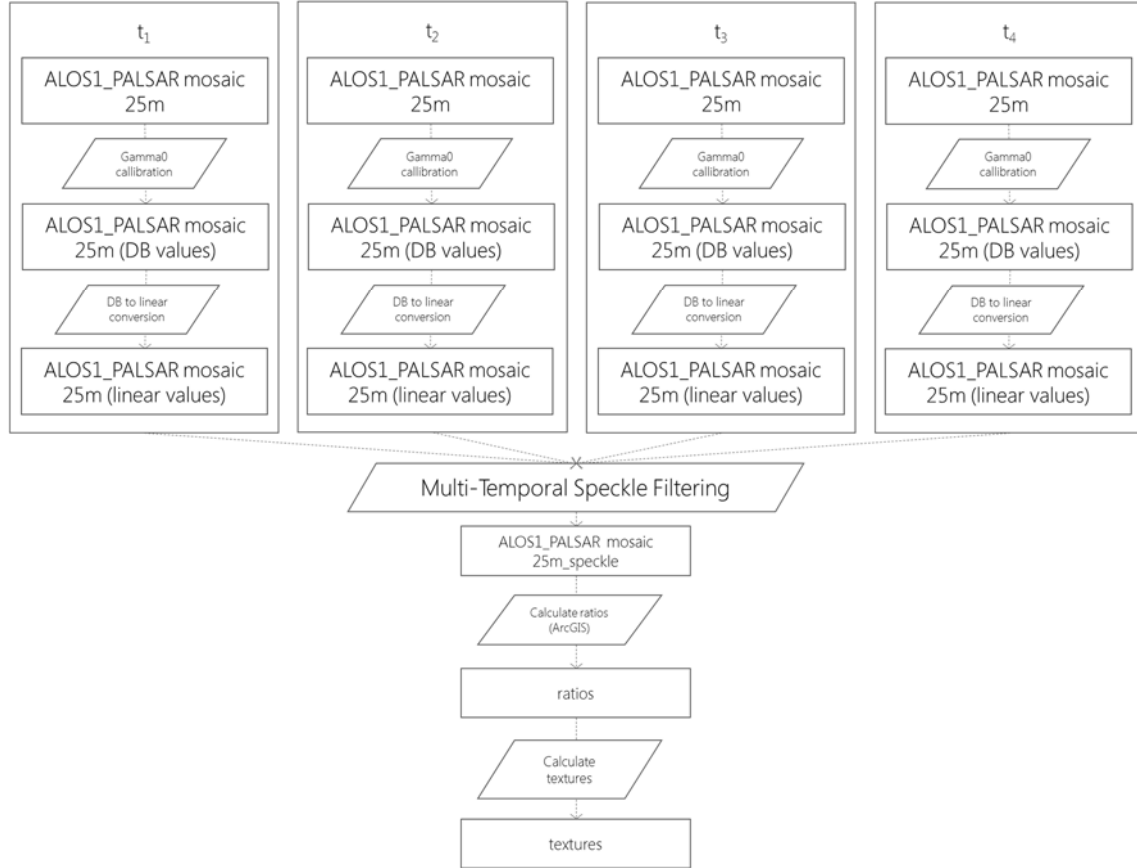 t₁
ALOS1_PALSAR mosaic
25m
Gamma0
callibration
ALOS1_PALSAR mosaic
25m (DB values)
DB to linear
conversion
ALOS1_PALSAR mosaic
25m (linear values)
t₂
ALOS1_PALSAR mosaic
25m
Gamma0
callibration
ALOS1_PALSAR mosaic
25m (DB values)
DB to linear
conversion
ALOS1_PALSAR mosaic
25m (linear values)
t₃
ALOS1_PALSAR mosaic
25m
Gamma0
callibration
ALOS1_PALSAR mosaic
25m (DB values)
DB to linear
conversion
ALOS1_PALSAR mosaic
25m (linear values)
t₄
ALOS1_PALSAR mosaic
25m
Gamma0
callibration
ALOS1_PALSAR mosaic
25m (DB values)
DB to linear
conversion
ALOS1_PALSAR mosaic
25m (linear values)
Multi-Temporal Speckle Filtering
ALOS1_PALSAR mosaic
25m_speckle
Calculate ratios
(ArcGIS)
ratios
Calculate
textures
textures